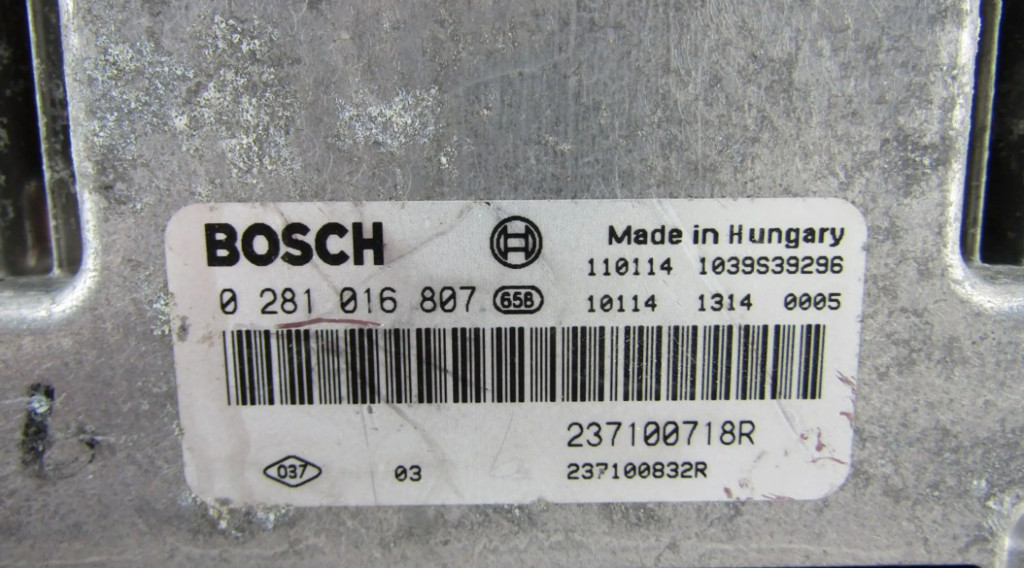 BOSCH
Made in Hungary
110114 1039S39296
0 281 016 807 658
10114 1314 0005
237100718R
037 03 237100832R